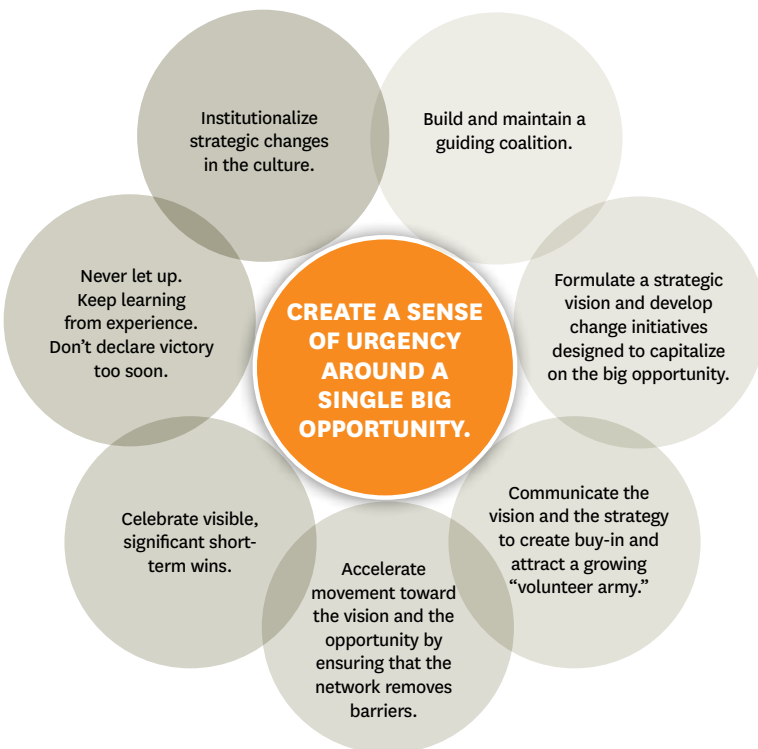 CREATE A SENSE
OF URGENCY
AROUND A
SINGLE BIG
OPPORTUNITY.
Build and maintain a
guiding coalition.
Formulate a strategic
vision and develop
change initiatives
designed to capitalize
on the big opportunity.
Communicate the
vision and the strategy
to create buy-in and
attract a growing
“volunteer army.”
Accelerate
movement toward
the vision and the
opportunity by
ensuring that the
network removes
barriers.
Celebrate visible,
significant short-
term wins.
Never let up.
Keep learning
from experience.
Don’t declare victory
too soon.
Institutionalize
strategic changes
in the culture.